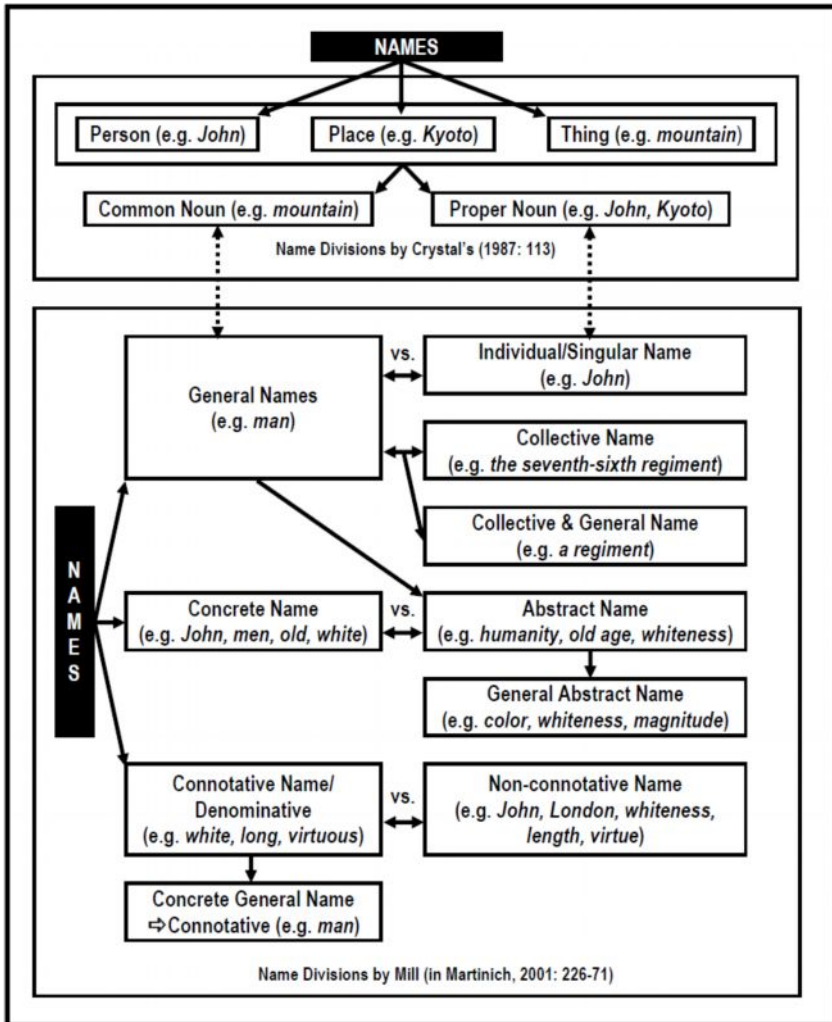 NAMES
Person (e.g. John)
Place (e.g. Kyoto)
Thing (e.g. mountain)
Common Noun (e.g. mountain)
Proper Noun (e.g. John, Kyoto)
Name Divisions by Crystal's (1987: 113)
General Names
(e.g. man)
vs.
Individual/Singular Name
(e.g. John)
Collective Name
(e.g. the seventh-sixth regiment)
Collective & General Name
(e.g. a regiment)
NAMES
Concrete Name
(e.g. John, men, old, white)
vs.
Abstract Name
(e.g. humanity, old age, whiteness)
General Abstract Name
(e.g. color, whiteness, magnitude)
Connotative Name/
Denominative
(e.g. white, long, virtuous)
vs.
Non-connotative Name
(e.g. John, London, whiteness,
length, virtue)
Concrete General Name
⇨Connotative (e.g. man)
Name Divisions by Mill (in Martinich, 2001: 226-71)